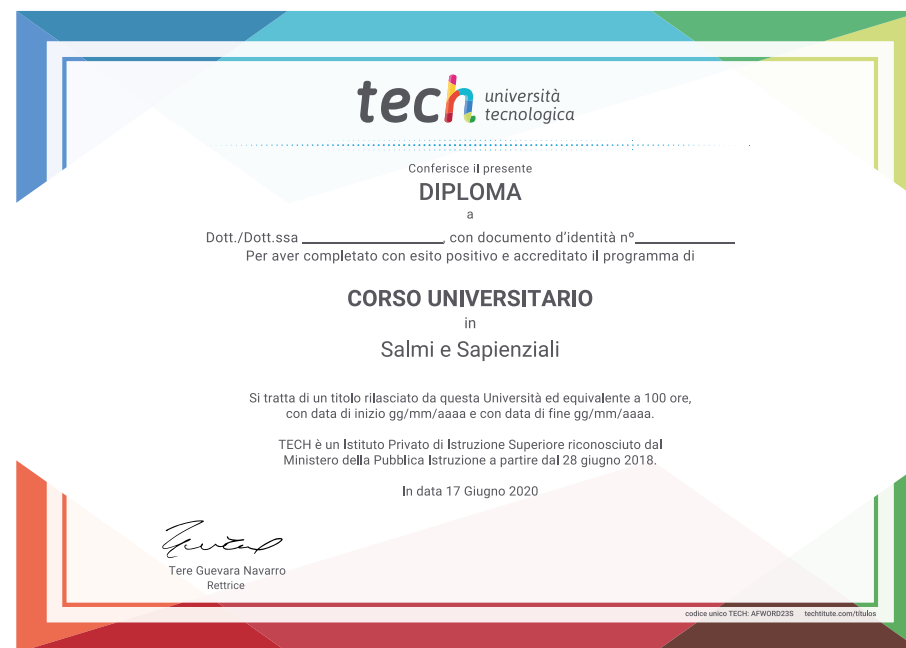 tech università
tecnologica
Conferisce il presente
DIPLOMA
a
Dott./Dott.ssa ________________, con documento d'identità nº____________
Per aver completato con esito positivo e accreditato il programma di
CORSO UNIVERSITARIO
in
Salmi e Sapienziali
Si tratta di un titolo rilasciato da questa Università ed equivalente a 100 ore,
con data di inizio gg/mm/aaaa e con data di fine gg/mm/aaaa.
TECH è un Istituto Privato di Istruzione Superiore riconosciuto dal
Ministero della Pubblica Istruzione a partire dal 28 giugno 2018.
In data 17 Giugno 2020
Tere Guevara Navarro
Rettrice
codice unico TECH: AFWORD23S techtitute.com/titulos